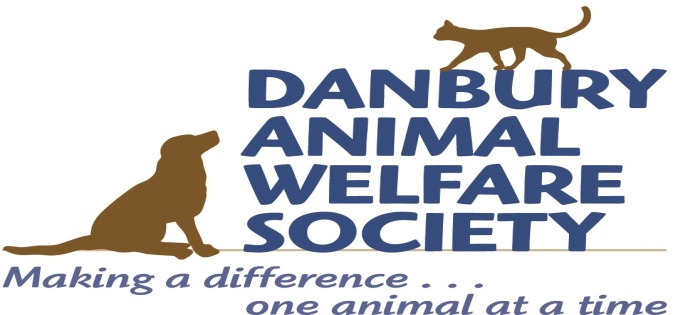 DANBURY
ANIMAL
WELFARE
SOCIETY
Making a difference . . .
one animal at a time